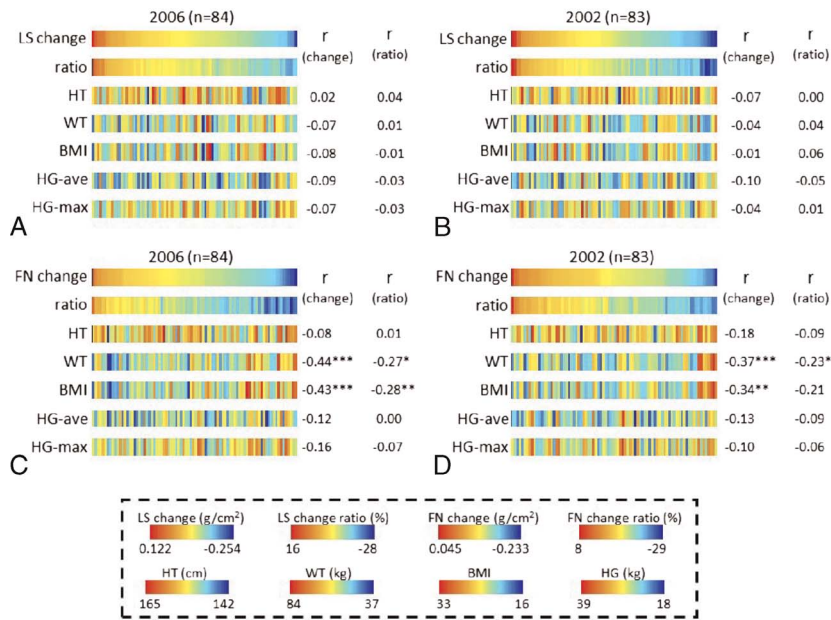 2006 (n=84)
LS change r r
(change) (ratio)
ratio
HT 0.02 0.04
WT -0.07 0.01
BMI -0.08 -0.01
HG-ave -0.09 -0.03
HG-max -0.07 -0.03
A
2002 (n=83)
LS change r r
(change) (ratio)
ratio
HT -0.07 0.00
WT -0.04 0.04
BMI -0.01 0.06
HG-ave -0.10 -0.05
HG-max -0.04 0.01
B
2006 (n=84)
FN change r r
(change) (ratio)
ratio
HT -0.08 0.01
WT -0.44*** -0.27*
BMI -0.43*** -0.28**
HG-ave -0.12 0.00
HG-max -0.16 -0.07
C
2002 (n=83)
FN change r r
(change) (ratio)
ratio
HT -0.18 -0.09
WT -0.37*** -0.23*
BMI -0.34** -0.21
HG-ave -0.13 -0.09
HG-max -0.10 -0.06
D
LS change (g/cm²) LS change ratio (%) FN change (g/cm²) FN change ratio (%)
0.122 -0.254 16 -28 0.045 -0.233 8 -29
HT (cm) WT (kg) BMI HG (kg)
165 142 84 37 33 16 39 18